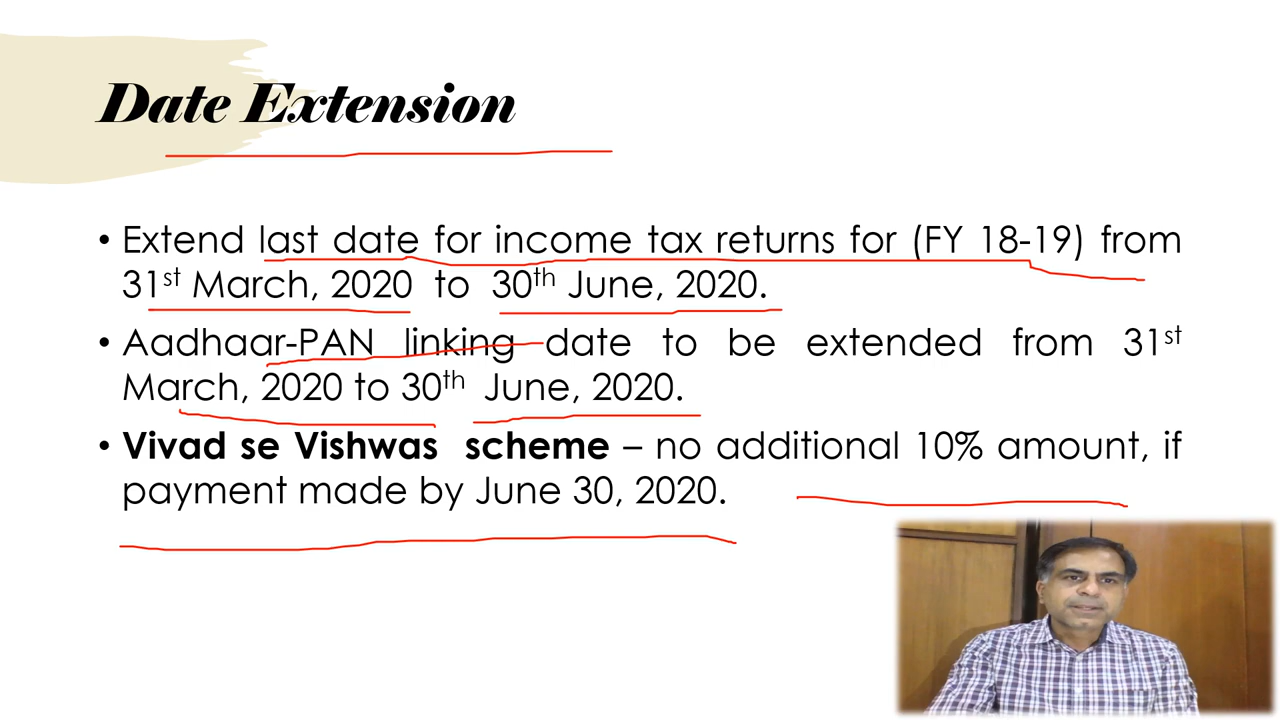 Date Extension
• Extend last date for income tax returns for (FY 18-19) from
31st March, 2020 to 30th June, 2020.
• Aadhaar-PAN linking date to be extended from 31st
March, 2020 to 30th June, 2020.
• Vivad se Vishwas scheme – no additional 10% amount, if
payment made by June 30, 2020.